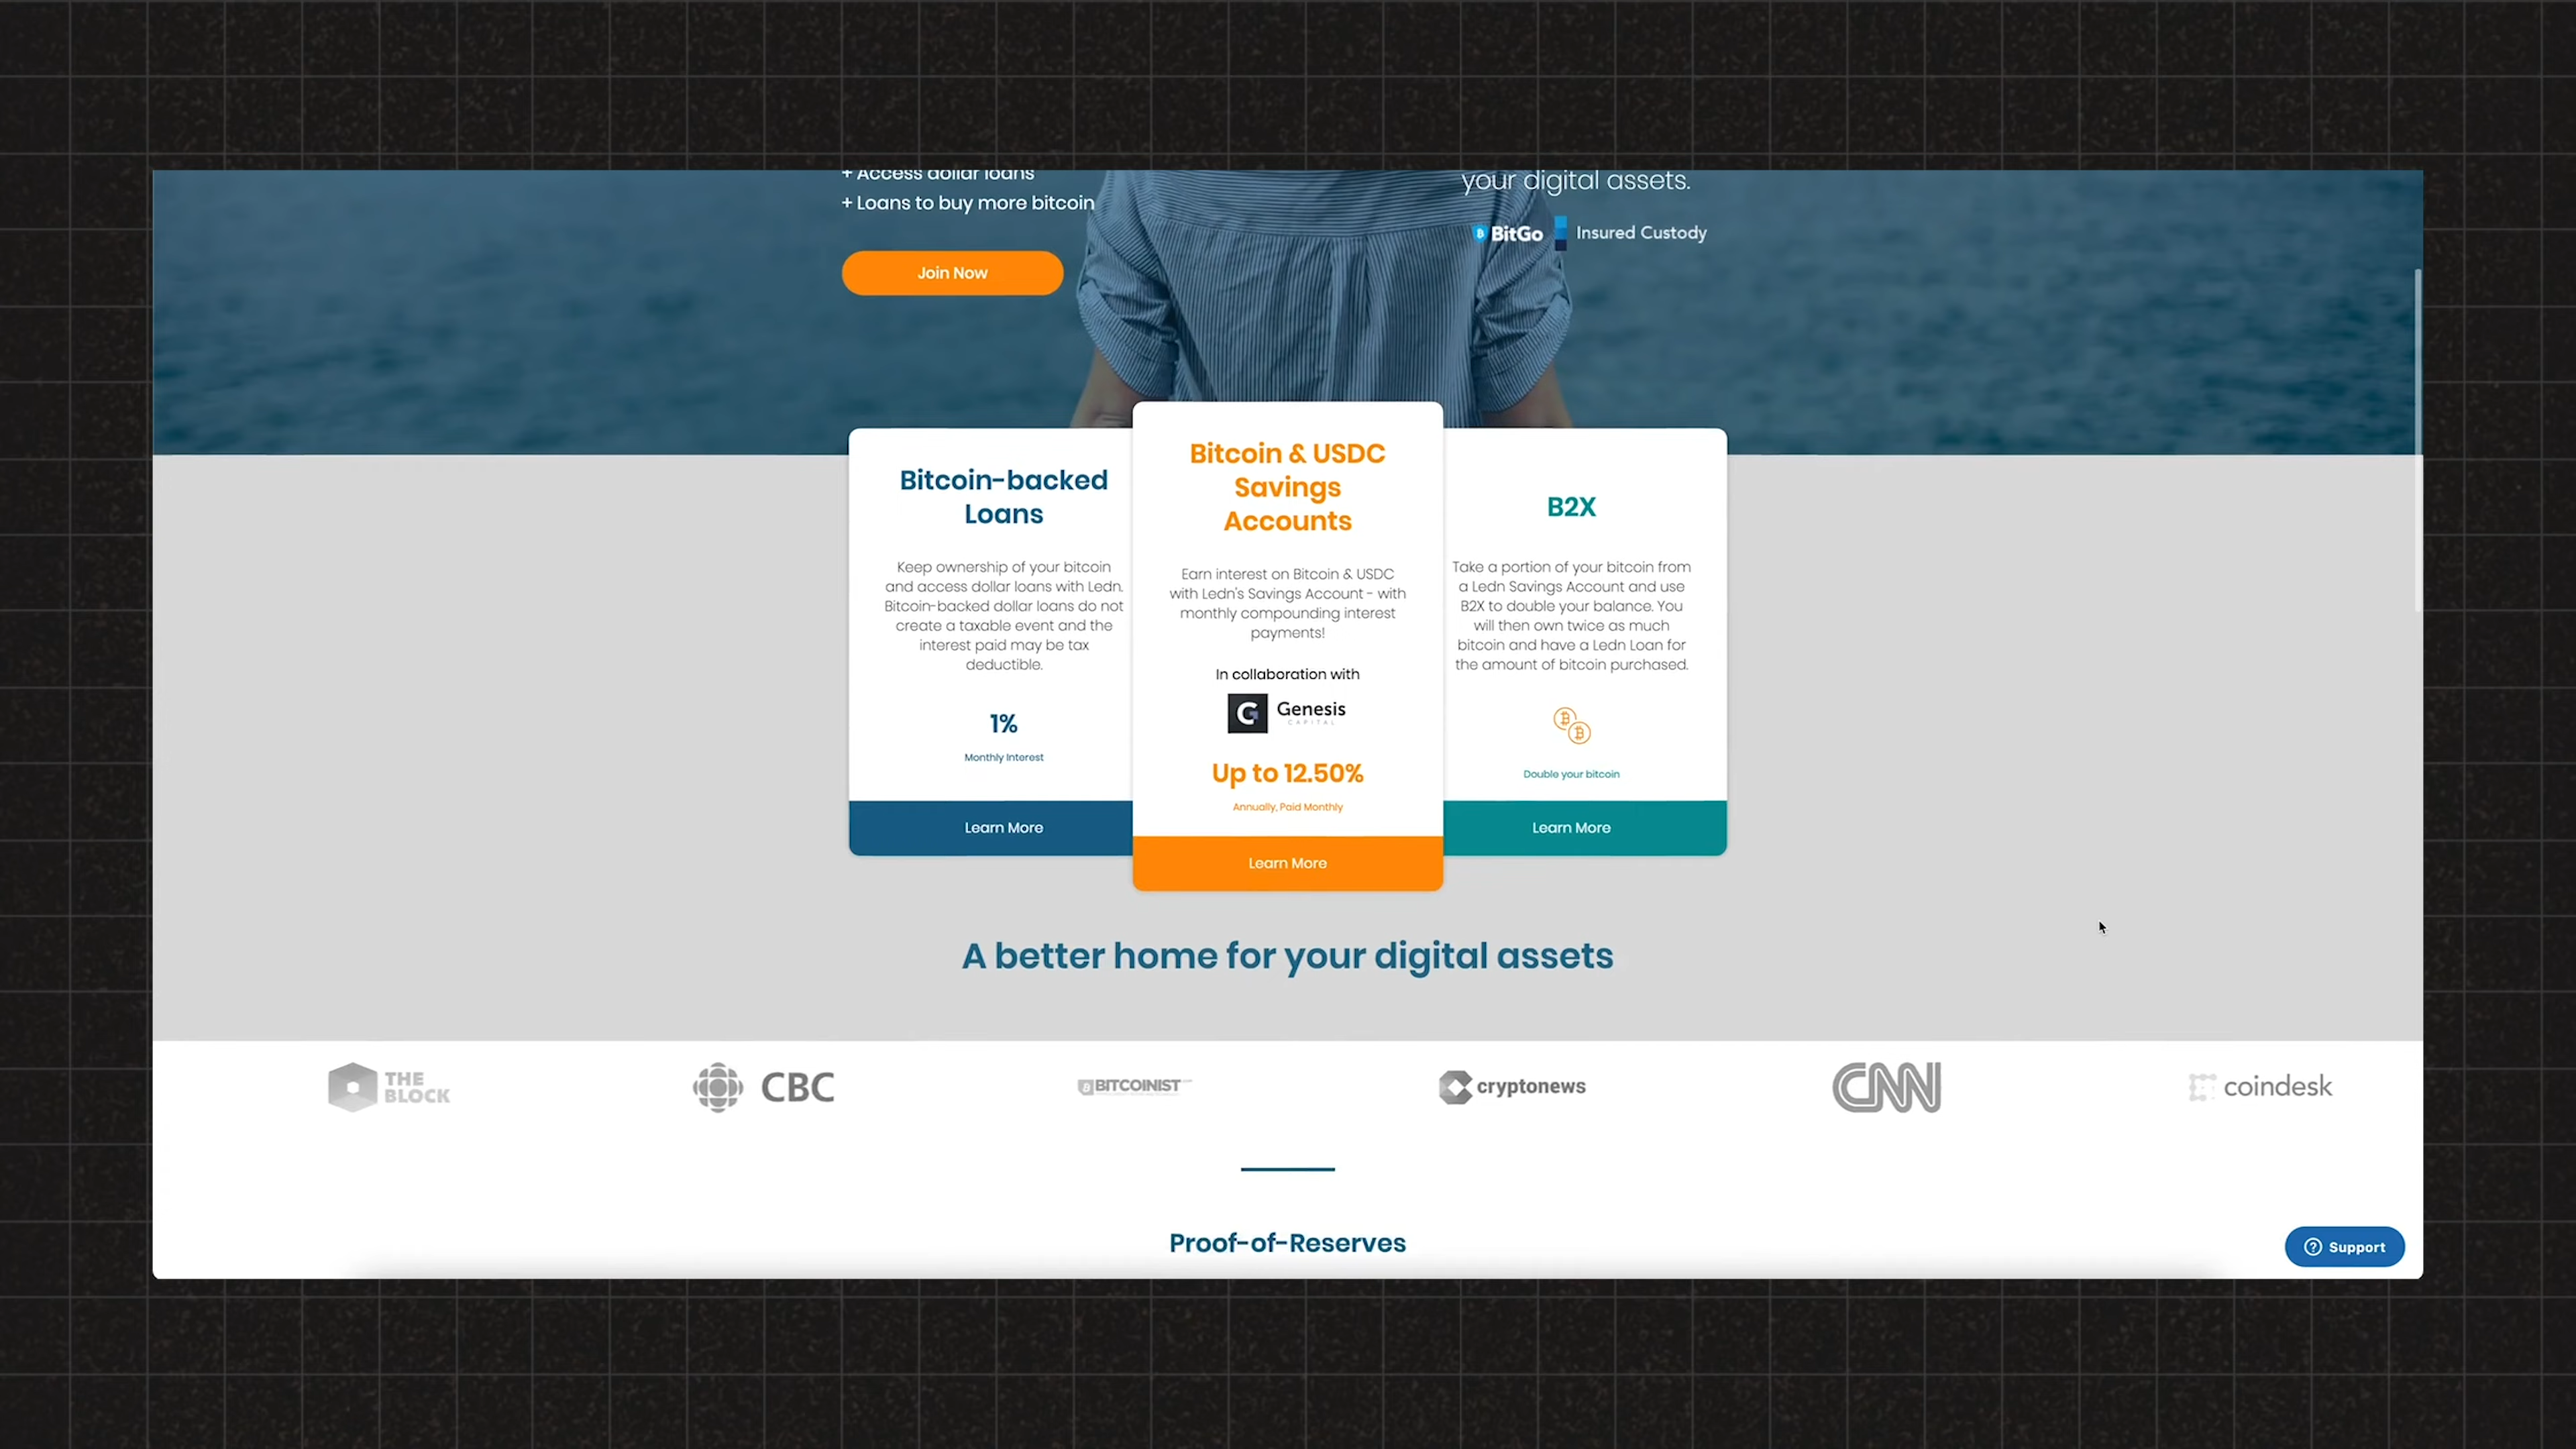 + Access dollar loans
+ Loans to buy more bitcoin
Join Now
your digital assets.
BitGo Insured Custody
Bitcoin-backed
Loans
Keep ownership of your bitcoin
and access dollar loans with Ledn.
Bitcoin-backed dollar loans do not
create a taxable event and the
interest paid may be tax
deductible.
1%
Monthly Interest
Learn More
Bitcoin & USDC
Savings
Accounts
Earn interest on Bitcoin & USDC
with Ledn's Savings Account - with
monthly compounding interest
payments!
In collaboration with
G Genesis
CAPITAL
Up to 12.50%
Annually, Paid Monthly
Learn More
B2X
Take a portion of your bitcoin from
a Ledn Savings Account and use
B2X to double your balance. You
will then own twice as much
bitcoin and have a Ledn Loan for
the amount of bitcoin purchased.
Double your bitcoin
Learn More
A better home for your digital assets
THE
BLOCK
CBC
BITCOINIST
cryptonews
CNN
coindesk
Proof-of-Reserves
Support